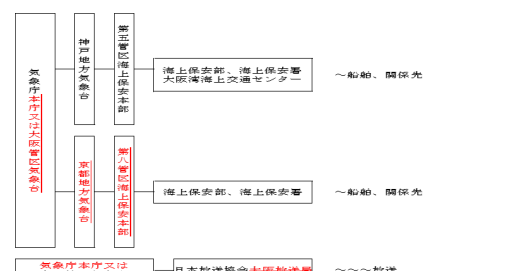 気象庁本庁又は大阪管区気象台
神戸地方気象台
第五管区海上保安本部
海上保安部、海上保安署
大阪湾海上交通センター
～船舶、関係先
京都地方気象台
第八管区海上保安本部
海上保安部、海上保安署
～船舶、関係先
気象庁本庁又は
日本放送協会大阪放送局
～～～放送